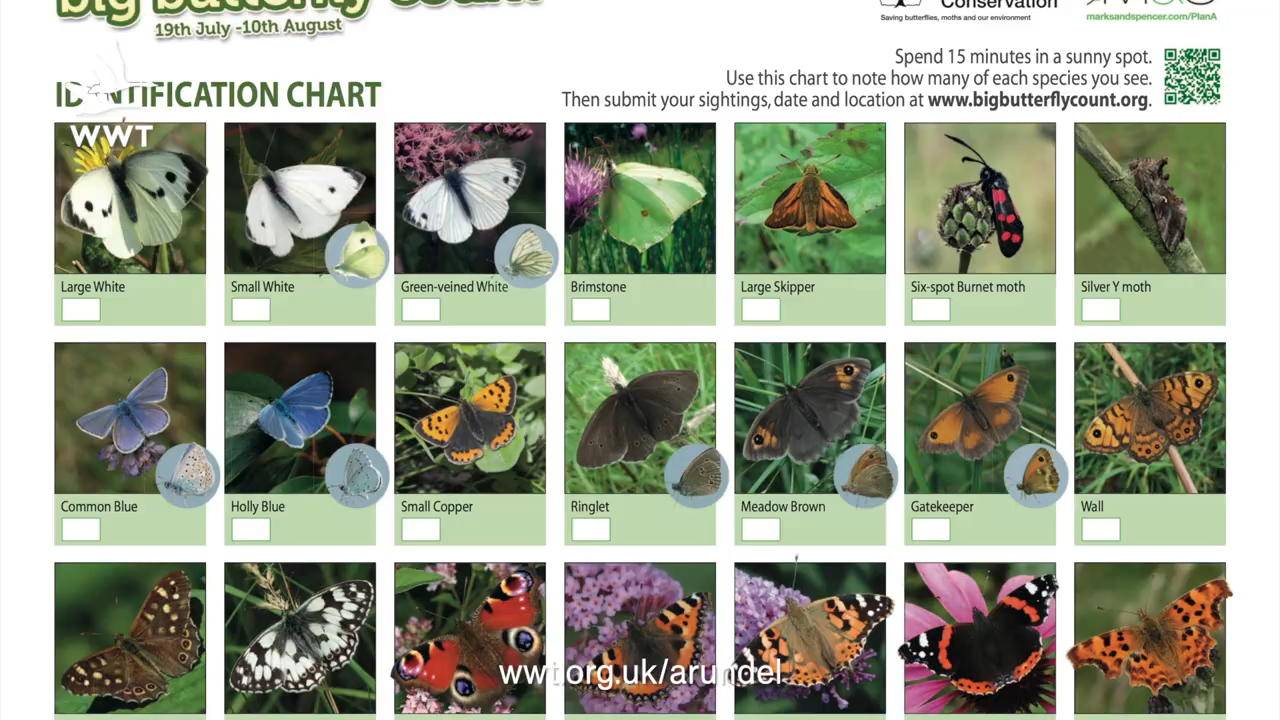 big butterfly count
19th July -10th August
Conservation
Saving butterflies, moths and our environment
marksandspencer.com/PlanA
Spend 15 minutes in a sunny spot.
Use this chart to note how many of each species you see.
Then submit your sightings, date and location at www.bigbutterflycount.org.
IDENTIFICATION CHART
WWT
Large White
Small White
Green-veined White
Brimstone
Large Skipper
Six-spot Burnet moth
Silver Y moth
Common Blue
Holly Blue
Small Copper
Ringlet
Meadow Brown
Gatekeeper
Wall
wwt.org.uk/arundel